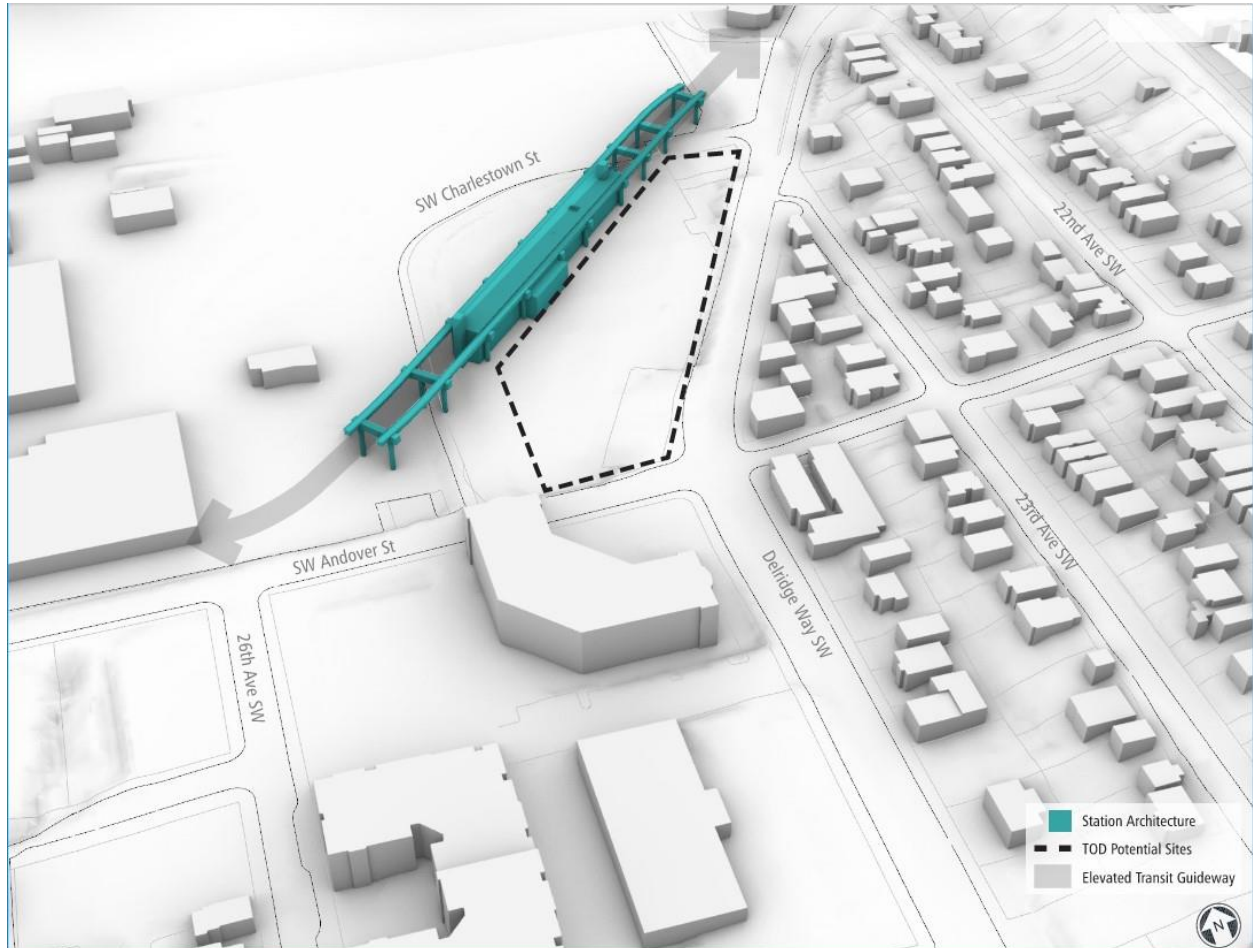 SW Charlestown St
22nd Ave SW
SW Andover St
23rd Ave SW
Delridge Way SW
26th Ave SW
Station Architecture
TOD Potential Sites
Elevated Transit Guideway
N